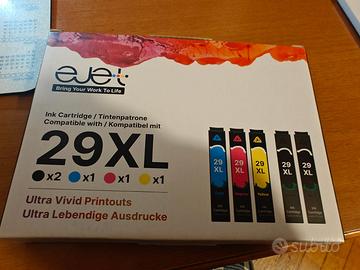 ejet
Bring Your Work To Life
Ink Cartridge / Tintenpatrone
Compatible with / Kompatibel mit
29XL
x2 x1 x1 x1
Ultra Vivid Printouts
Ultra Lebendige Ausdrucke
29 XL
29 XL
29 XL
29 XL
29 XL
subito